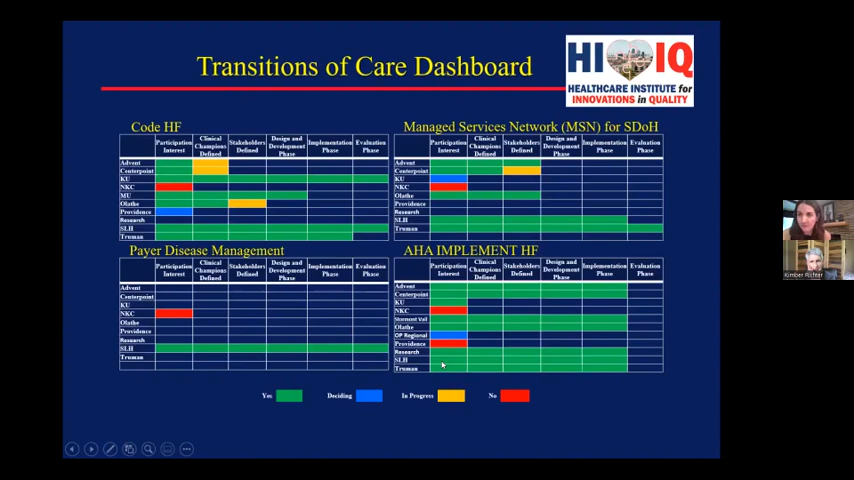 Transitions of Care Dashboard
HI IQ
HEALTHCARE INSTITUTE for
INNOVATIONS in QUALITY
Code HF
Participation Interest Clinical Champions Defined Stakeholders Defined Design and Development Phase Implementation Phase Evaluation Phase
Advent
Centerpoint
KU
NKC
MU
Olathe
Providence
Research
SLH
Truman
Managed Services Network (MSN) for SDoH
Participation Interest Clinical Champions Defined Stakeholders Defined Design and Development Phase Implementation Phase Evaluation Phase
Advent
Centerpoint
KU
NKC
Olathe
Providence
Research
SLH
Truman
Payer Disease Management
Participation Interest Clinical Champions Defined Stakeholders Defined Design and Development Phase Implementation Phase Evaluation Phase
Advent
Centerpoint
KU
NKC
Olathe
Providence
Research
SLH
Truman
AHA IMPLEMENT HF
Participation Interest Clinical Champions Defined Stakeholders Defined Design and Development Phase Implementation Phase Evaluation Phase
Advent
Centerpoint
KU
NKC
Stormont Vail
Olathe
OP Regional
Providence
Research
SLH
Truman
Yes Deciding In Progress No
Kimber Richter